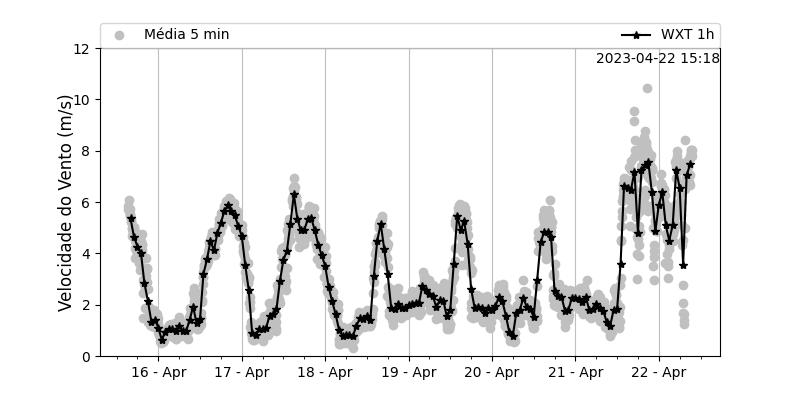 Média 5 min
WXT 1h
2023-04-22 15:18
Velocidade do Vento (m/s)
12
10
8
6
4
2
0
16 - Apr
17 - Apr
18 - Apr
19 - Apr
20 - Apr
21 - Apr
22 - Apr